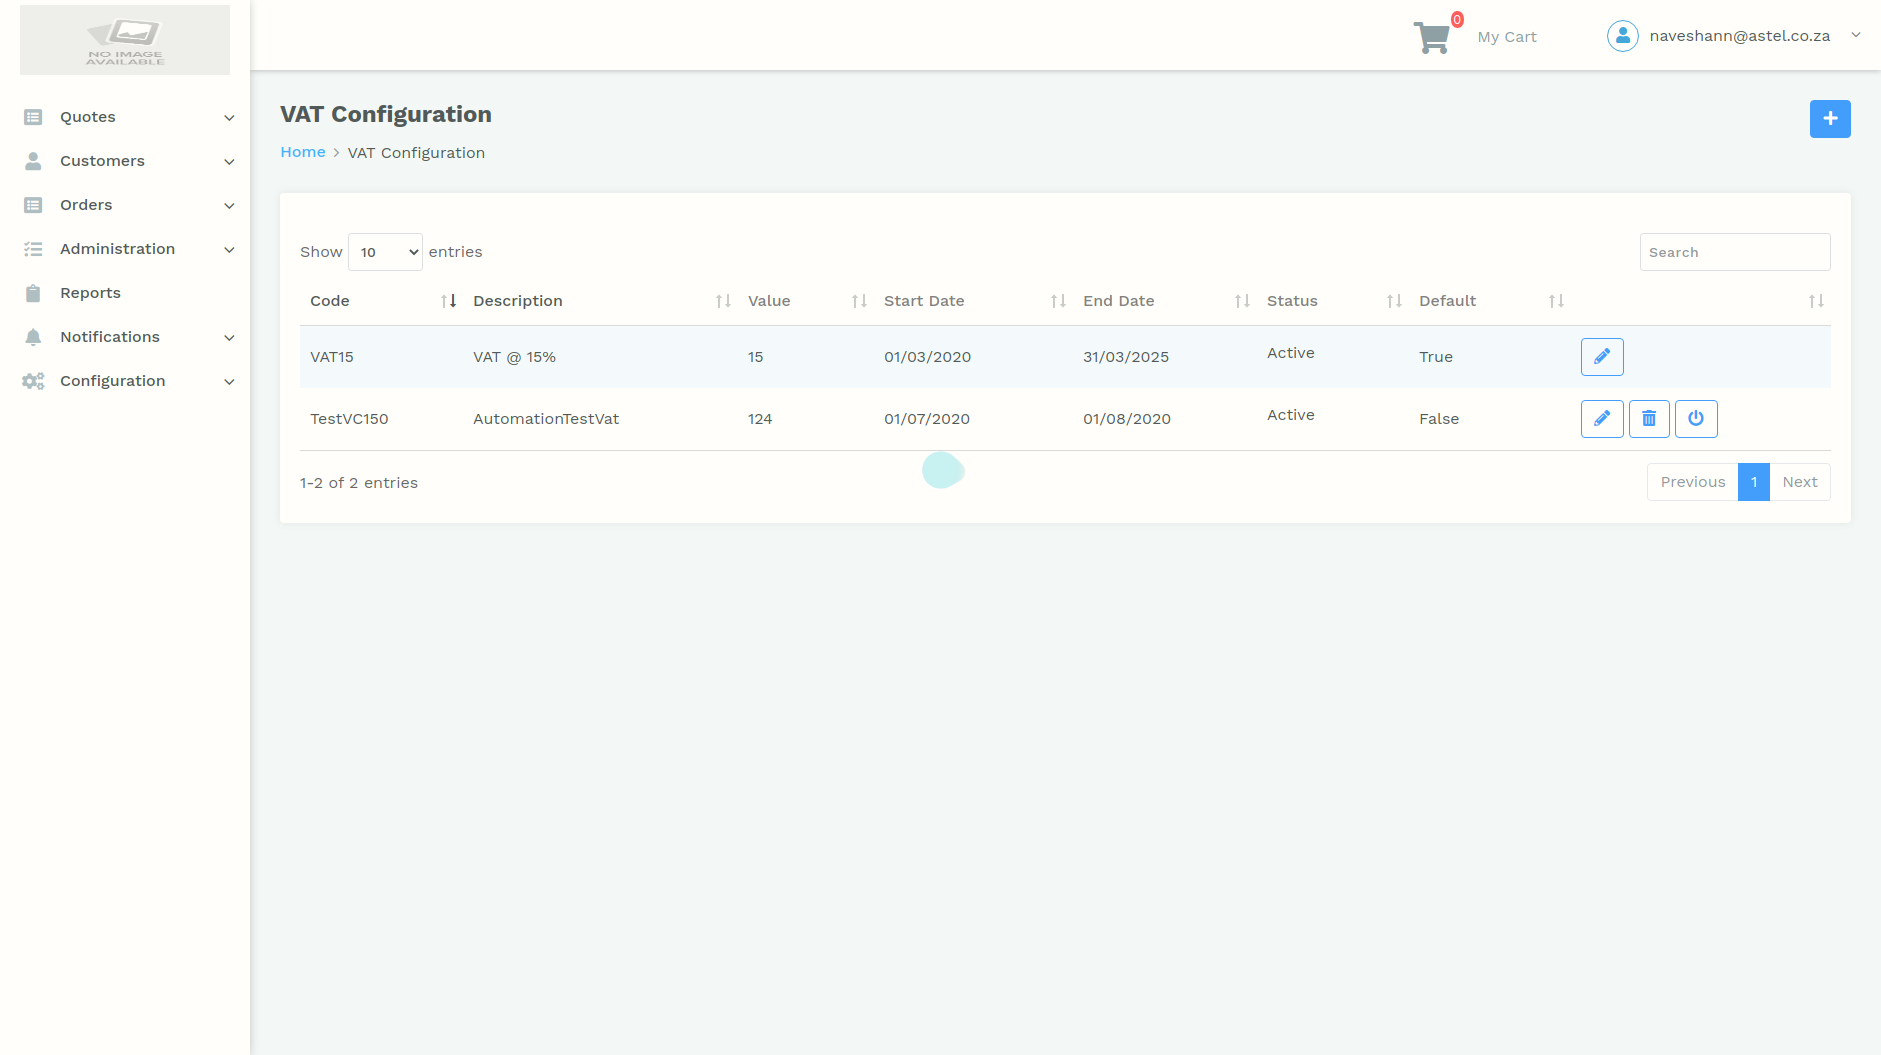 NO IMAGE
AVAILABLE
0
My Cart
naveshann@astel.co.za
Quotes
Customers
Orders
Administration
Reports
Notifications
Configuration
VAT Configuration
Home > VAT Configuration
Show 10 entries
Search
Code Description Value Start Date End Date Status Default
VAT15 VAT @ 15% 15 01/03/2020 31/03/2025 Active True
TestVC150 AutomationTestVat 124 01/07/2020 01/08/2020 Active False
1-2 of 2 entries
Previous 1 Next